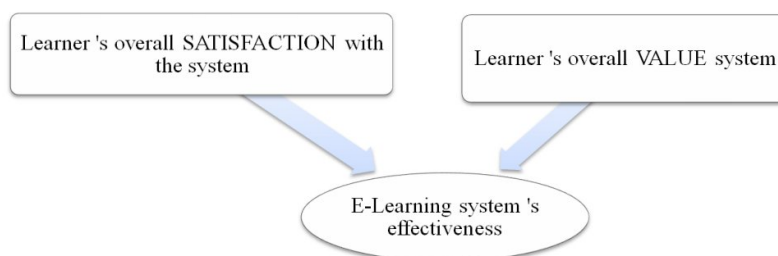 Learner 's overall SATISFACTION with
the system
Learner 's overall VALUE system
E-Learning system 's
effectiveness